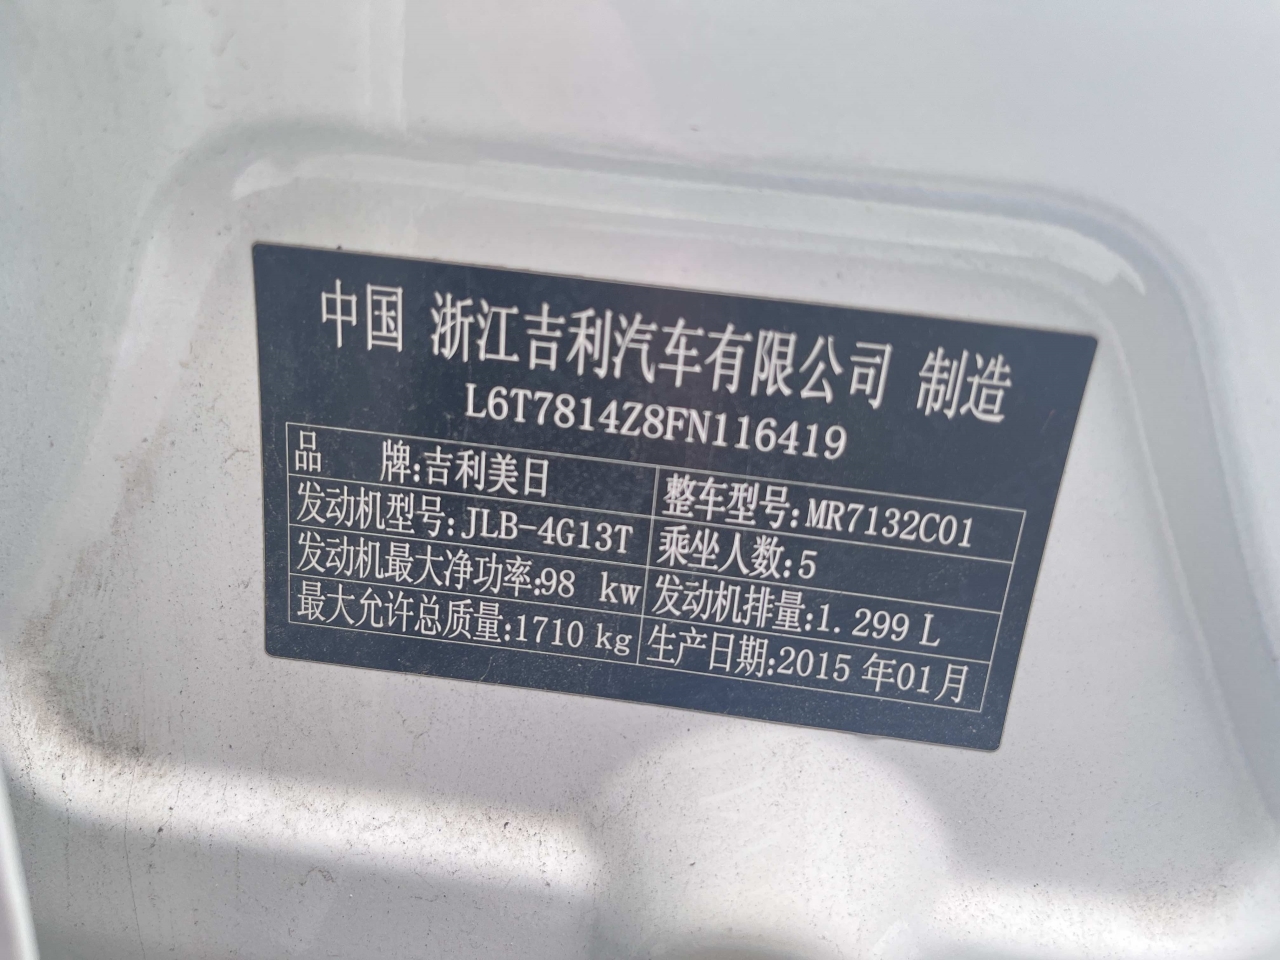 中国 浙江吉利汽车有限公司 制造
L6T7814Z8FN116419
品 牌:吉利美日 整车型号:MR7132C01
发动机型号:JLB-4G13T 乘坐人数:5
发动机最大净功率:98 kw 发动机排量:1.299 L
最大允许总质量:1710 kg 生产日期:2015 年01月